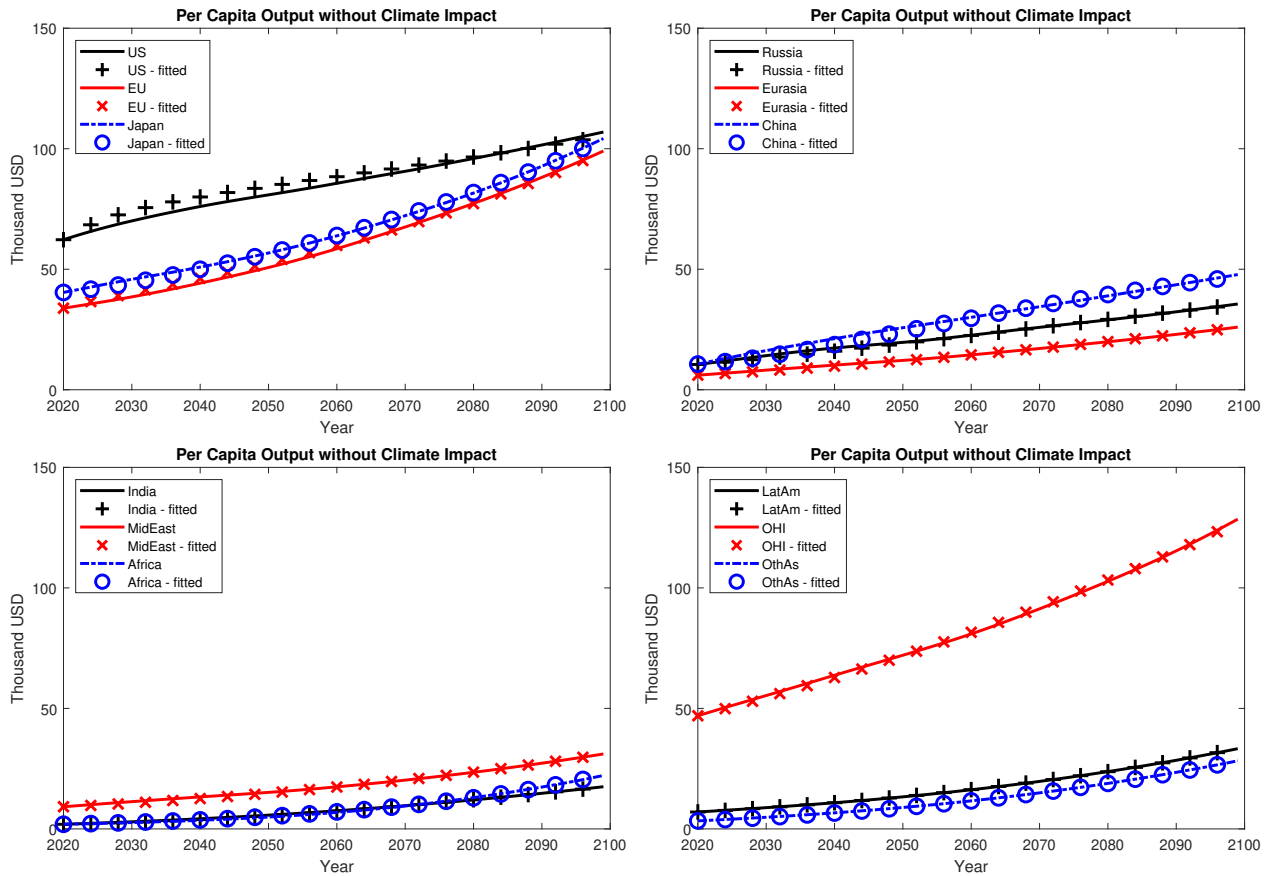 Per Capita Output without Climate Impact
150
100
50
0
Thousand USD
US
US - fitted
EU
EU - fitted
Japan
Japan - fitted
2020 2030 2040 2050 2060 2070 2080 2090 2100
Year
Per Capita Output without Climate Impact
150
100
50
0
Thousand USD
Russia
Russia - fitted
Eurasia
Eurasia - fitted
China
China - fitted
2020 2030 2040 2050 2060 2070 2080 2090 2100
Year
Per Capita Output without Climate Impact
150
100
50
0
Thousand USD
India
India - fitted
MidEast
MidEast - fitted
Africa
Africa - fitted
2020 2030 2040 2050 2060 2070 2080 2090 2100
Year
Per Capita Output without Climate Impact
150
100
50
0
Thousand USD
LatAm
LatAm - fitted
OHI
OHI - fitted
OthAs
OthAs - fitted
2020 2030 2040 2050 2060 2070 2080 2090 2100
Year